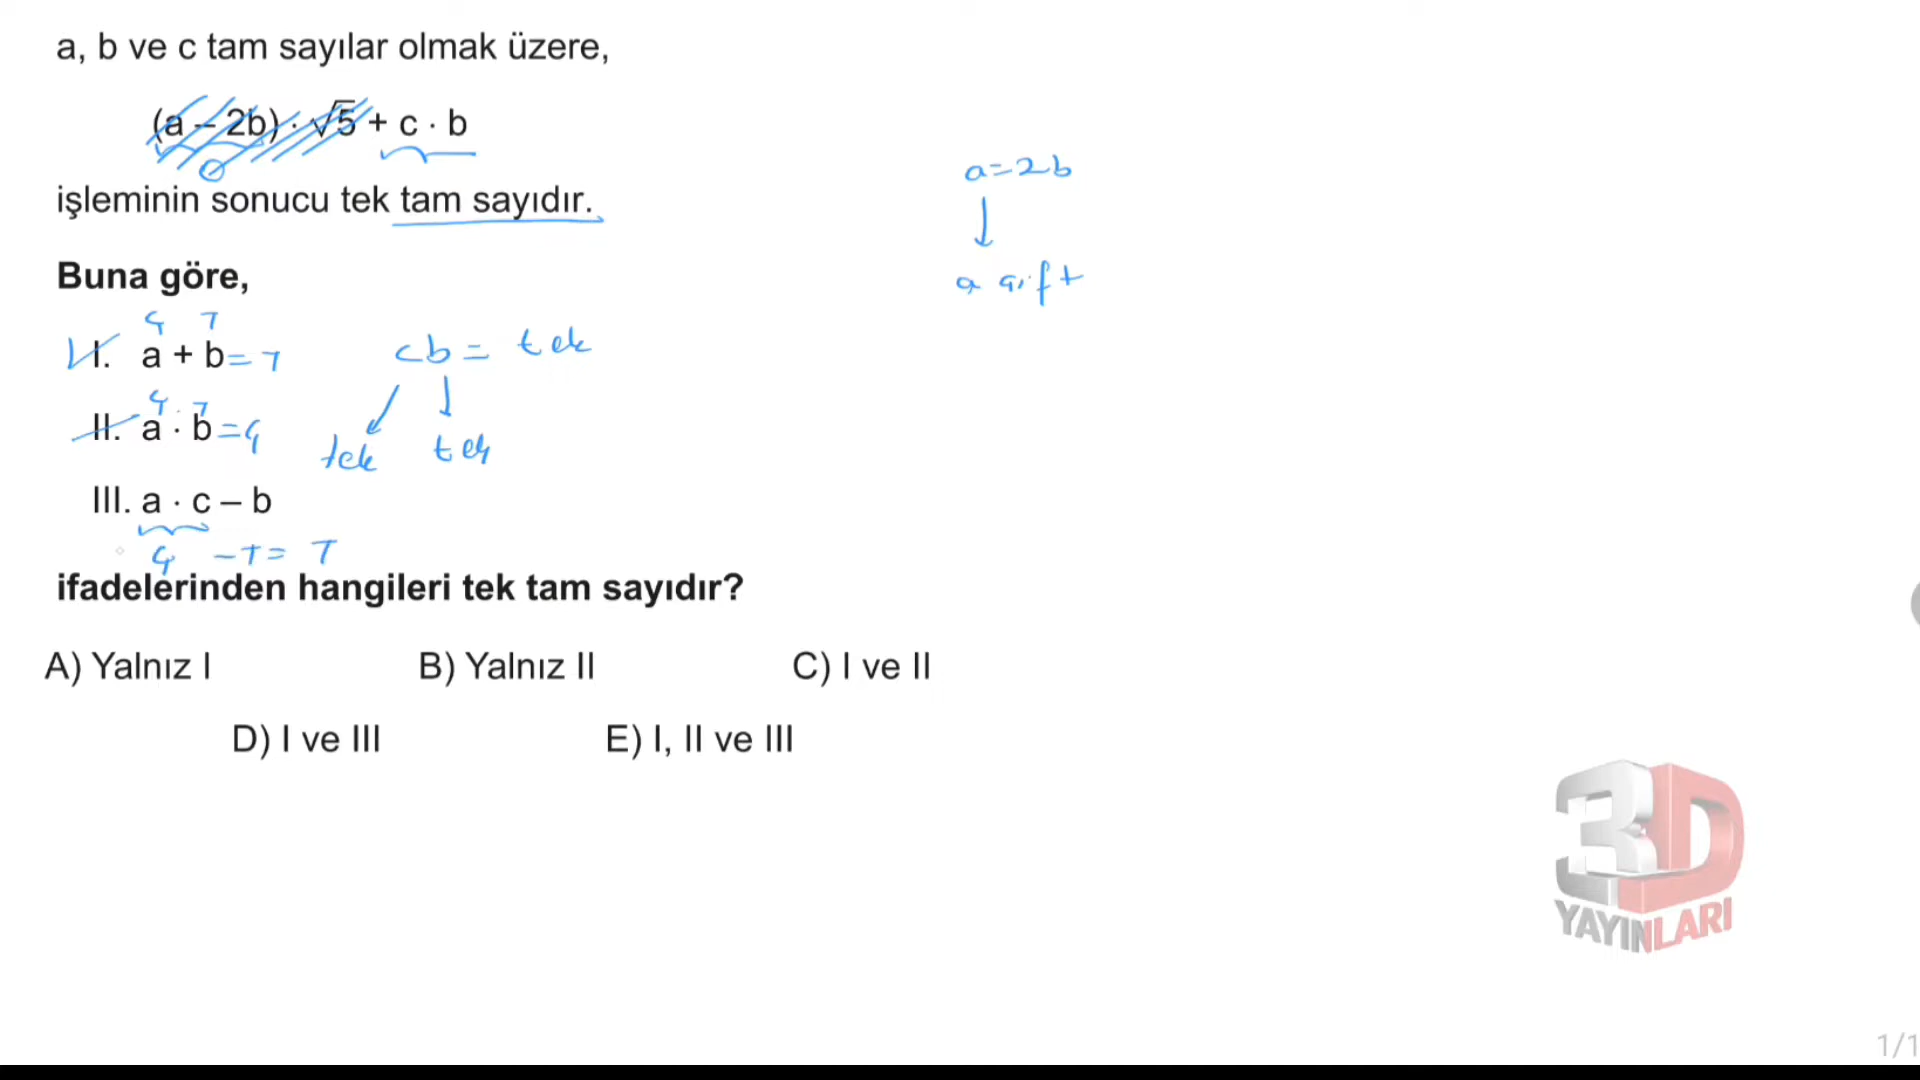 a, b ve c tam sayılar olmak üzere,
(a – 2b) · √5 + c · b
0
a=2b
işleminin sonucu tek tam sayıdır.
Buna göre,
a çift
Ç T
I. a + b = T
cb = tek
Ç . T
II. a · b = Ç
tek tek
III. a · c – b
Ç – T = T
ifadelerinden hangileri tek tam sayıdır?
A) Yalnız I B) Yalnız II C) I ve II
D) I ve III E) I, II ve III
3D
YAYINLARI
1/1